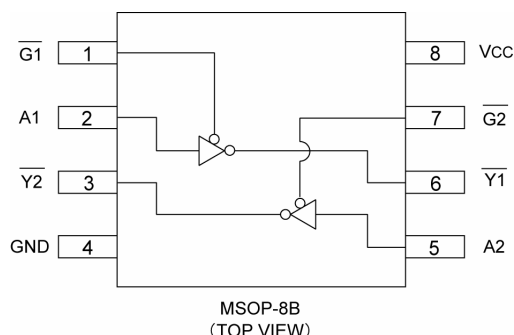 G1 1 8 VCC
A1 2 7 G2
Y2 3 6 Y1
GND 4 5 A2
MSOP-8B
(TOP VIEW)